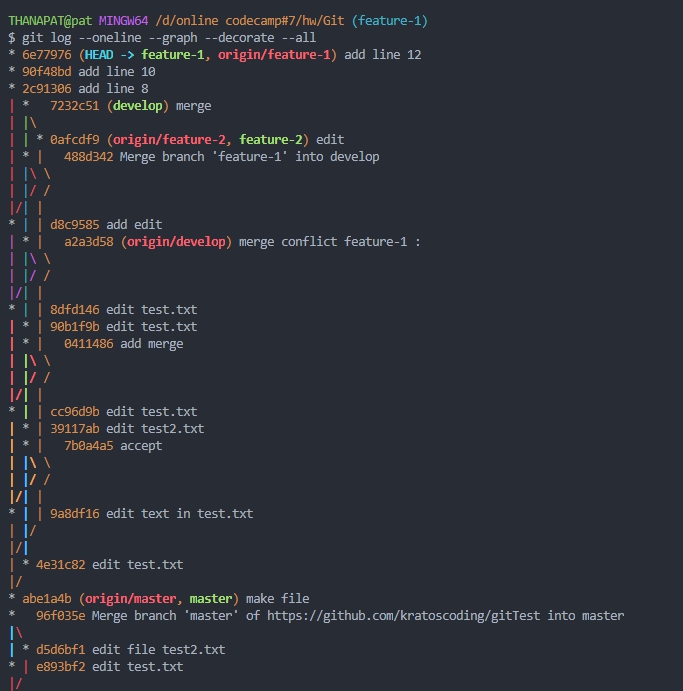 THANAPAT@pat MINGW64 /d/online codecamp#7/hw/Git (feature-1)
$ git log --oneline --graph --decorate --all
* 6e77976 (HEAD -> feature-1, origin/feature-1) add line 12
* 90f48bd add line 10
* 2c91306 add line 8
| *   7232c51 (develop) merge
| |\
| | * 0afcdf9 (origin/feature-2, feature-2) edit
| * |   488d342 Merge branch 'feature-1' into develop
| |\ \
| |/ /
|/| |
* | | d8c9585 add edit
| * |   a2a3d58 (origin/develop) merge conflict feature-1 :
| |\ \
| |/ /
|/| |
* | | 8dfd146 edit test.txt
| * | 90b1f9b edit test.txt
| * |   0411486 add merge
| |\ \
| |/ /
|/| |
* | | cc96d9b edit test.txt
| * | 39117ab edit test2.txt
| * |   7b0a4a5 accept
| |\ \
| |/ /
|/| |
* | | 9a8df16 edit text in test.txt
| |/
|/|
| * 4e31c82 edit test.txt
|/
* abe1a4b (origin/master, master) make file
*   96f035e Merge branch 'master' of https://github.com/kratoscoding/gitTest into master
|\
| * d5d6bf1 edit file test2.txt
* | e893bf2 edit test.txt
|/